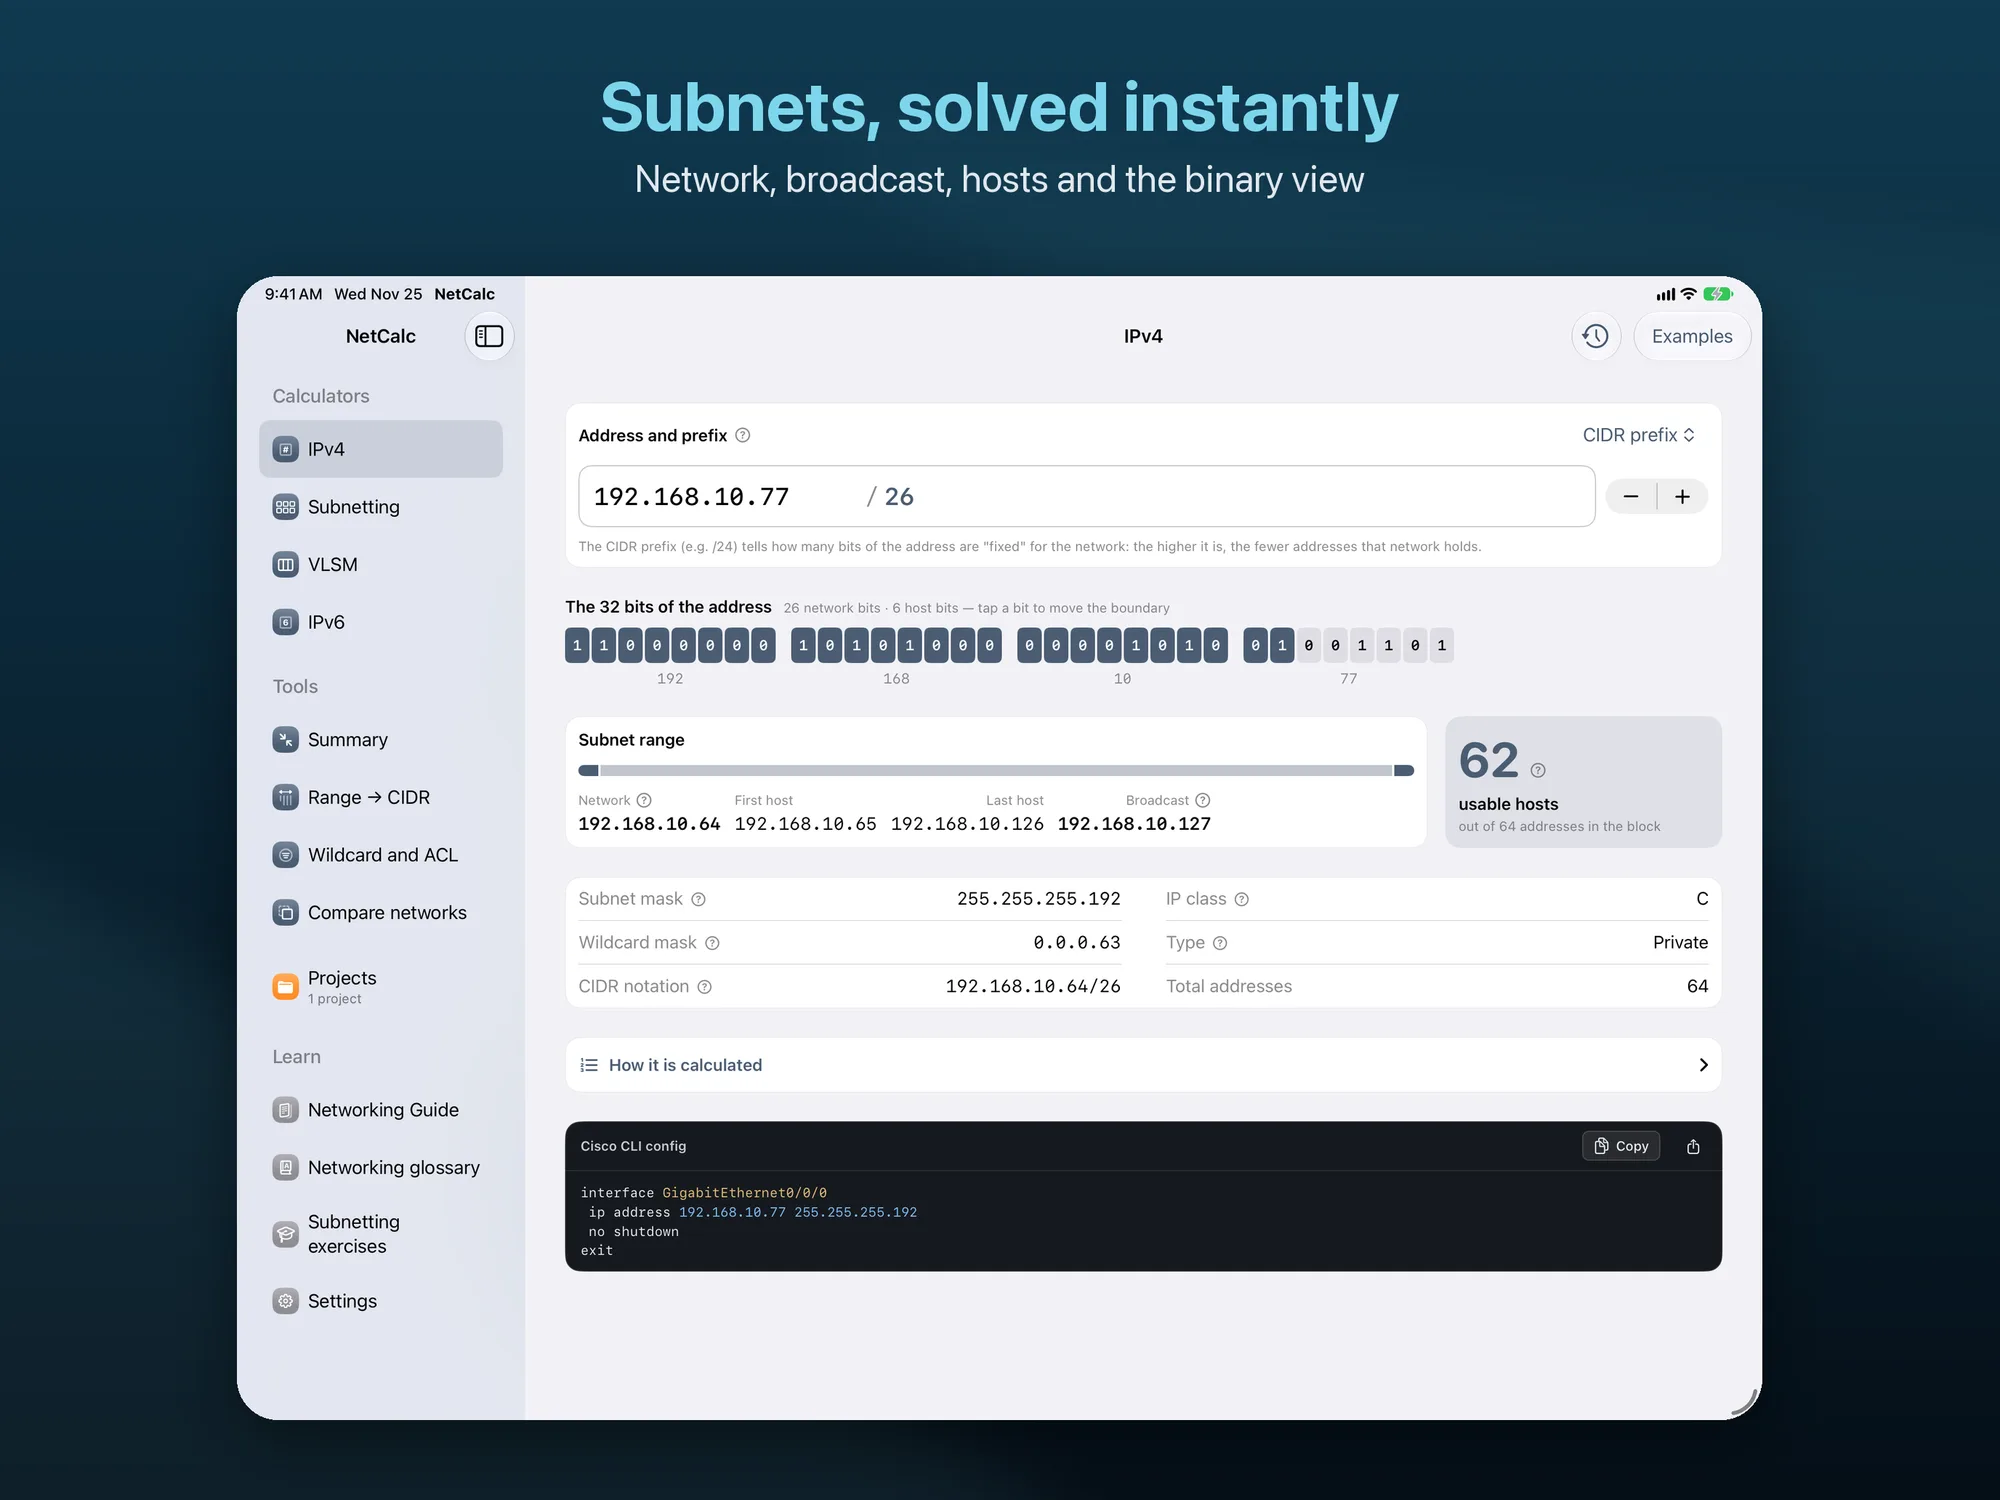 Subnets, solved instantly
Network, broadcast, hosts and the binary view
9:41 AM Wed Nov 25 NetCalc
NetCalc
IPv4
Examples
Calculators
IPv4
Subnetting
VLSM
IPv6
Tools
Summary
Range → CIDR
Wildcard and ACL
Compare networks
Projects
1 project
Learn
Networking Guide
Networking glossary
Subnetting
exercises
Settings
Address and prefix ?
CIDR prefix
192.168.10.77 / 26
− +
The CIDR prefix (e.g. /24) tells how many bits of the address are "fixed" for the network: the higher it is, the fewer addresses that network holds.
The 32 bits of the address 26 network bits · 6 host bits — tap a bit to move the boundary
1 1 0 0 0 0 0 0 1 0 1 0 1 0 0 0 0 0 0 0 1 0 1 0 0 1 0 0 1 1 0 1
192 168 10 77
Subnet range
Network ? First host Last host Broadcast ?
192.168.10.64 192.168.10.65 192.168.10.126 192.168.10.127
62 ?
usable hosts
out of 64 addresses in the block
Subnet mask ? 255.255.255.192
Wildcard mask ? 0.0.0.63
CIDR notation ? 192.168.10.64/26
IP class ? C
Type ? Private
Total addresses 64
How it is calculated
Cisco CLI config
Copy
interface GigabitEthernet0/0/0
ip address 192.168.10.77 255.255.255.192
no shutdown
exit